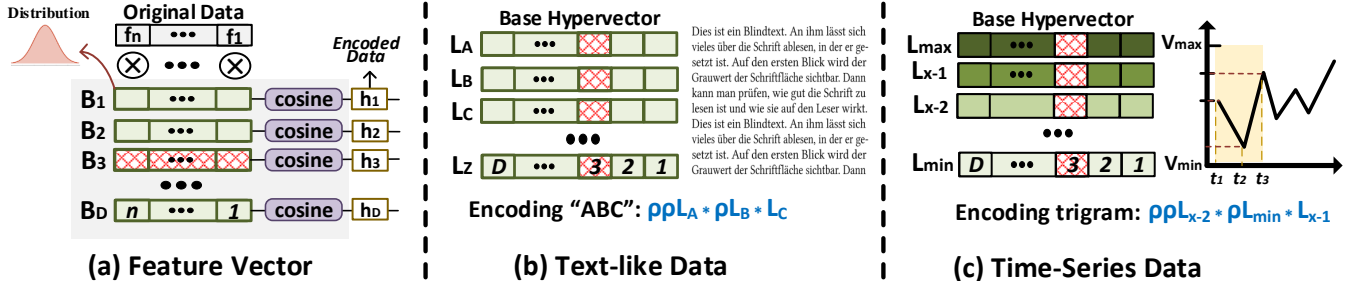 Distribution
Original Data
fn ••• f1
Encoded Data
B1 ••• cosine h1
B2 ••• cosine h2
B3 ••• cosine h3
•••
BD n ••• 1 cosine hD
(a) Feature Vector
Base Hypervector
LA •••
LB •••
LC •••
•••
LZ D ••• 3 2 1
Dies ist ein Blindtext. An ihm lässt sich
vieles über die Schrift ablesen, in der er ge-
setzt ist. Auf den ersten Blick wird der
Grauwert der Schriftfläche sichtbar. Dann
kann man prüfen, wie gut die Schrift zu
lesen ist und wie sie auf den Leser wirkt.
Dies ist ein Blindtext. An ihm lässt sich
vieles über die Schrift ablesen, in der er ge-
setzt ist. Auf den ersten Blick wird der
Grauwert der Schriftfläche sichtbar. Dann
Encoding “ABC”: ρρLA * ρLB * LC
(b) Text-like Data
Base Hypervector
Lmax •••
Lx-1 •••
Lx-2
•••
Lmin D ••• 3 2 1
Vmax
Vmin
t1 t2 t3
Encoding trigram: ρρLx-2 * ρLmin * Lx-1
(c) Time-Series Data